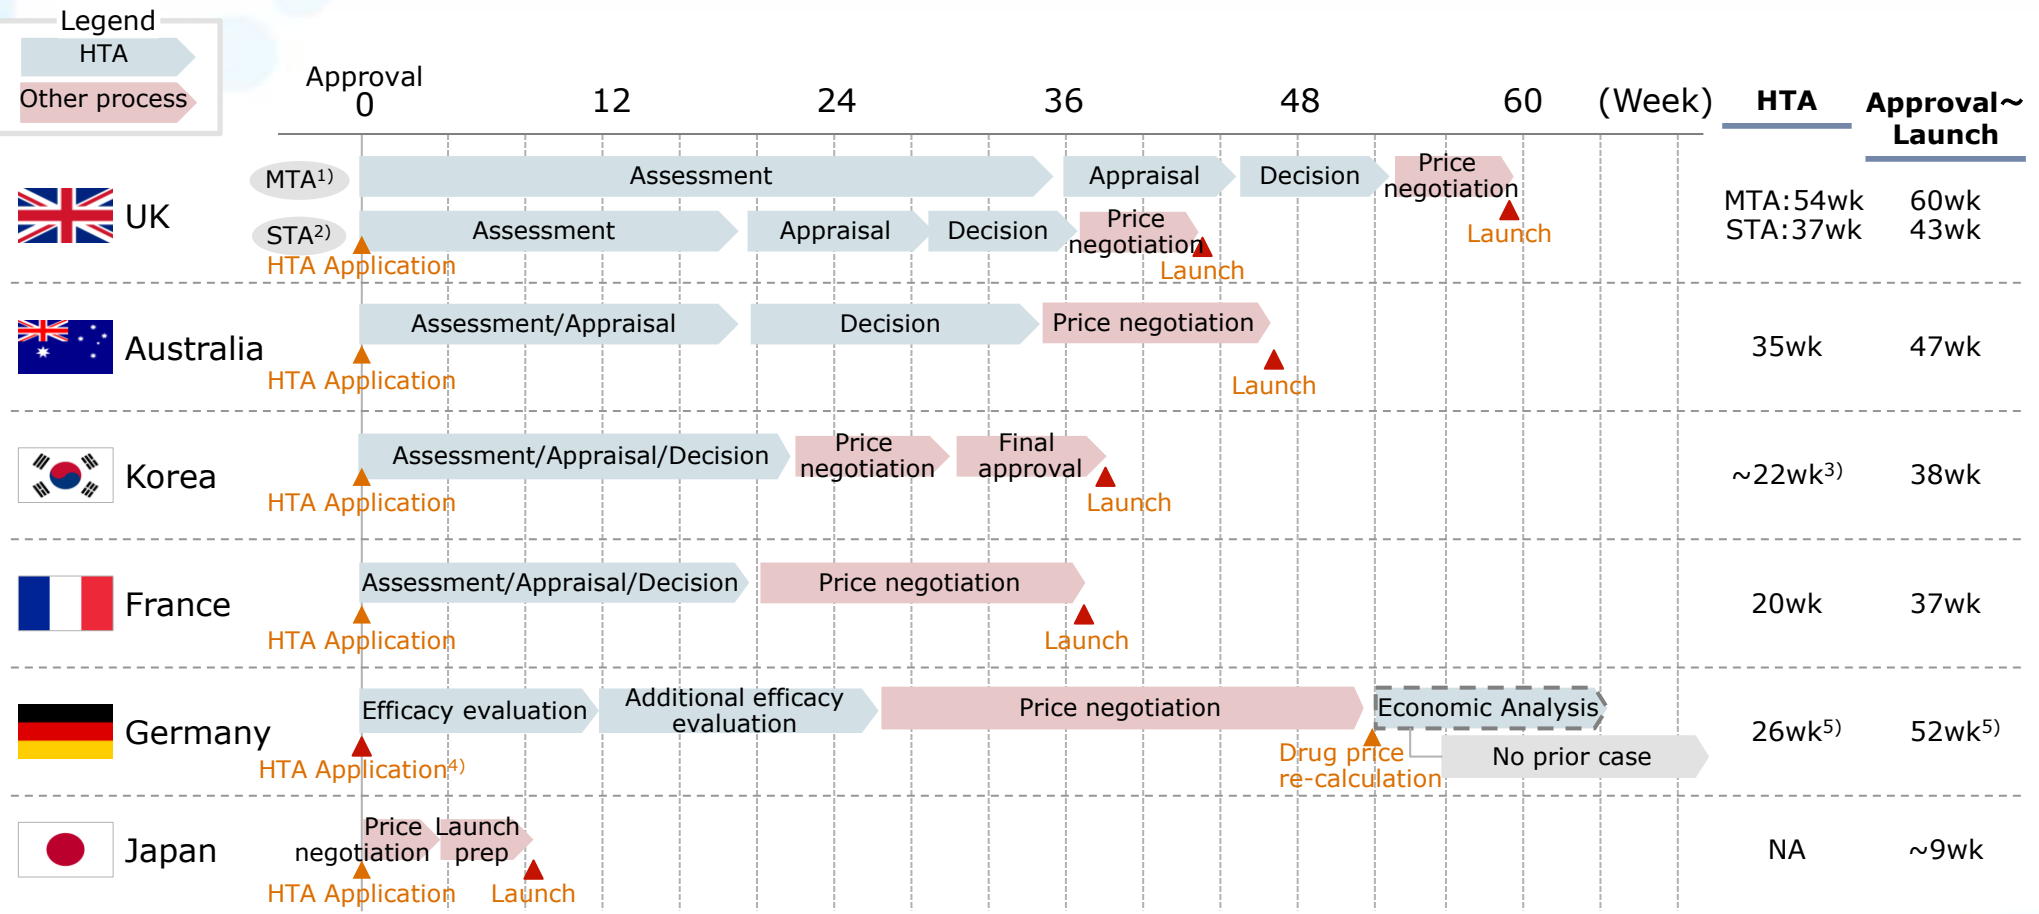 Legend
HTA
Other process
Approval
0 12 24 36 48 60 (Week)
HTA
Approval~
Launch
UK
MTA1)
Assessment
Appraisal
Decision
Price
negotiation
Launch
STA2)
Assessment
Appraisal
Decision
Price
negotiation
Launch
HTA Application
MTA:54wk 60wk
STA:37wk 43wk
Australia
Assessment/Appraisal
Decision
Price negotiation
HTA Application
Launch
35wk 47wk
Korea
Assessment/Appraisal/Decision
Price
negotiation
Final
approval
HTA Application
Launch
~22wk3) 38wk
France
Assessment/Appraisal/Decision
Price negotiation
HTA Application
Launch
20wk 37wk
Germany
Efficacy evaluation
Additional efficacy
evaluation
Price negotiation
Economic Analysis
HTA Application4)
Drug price
re-calculation
No prior case
26wk5) 52wk5)
Japan
Price
negotiation
Launch
prep
HTA Application
Launch
NA ~9wk